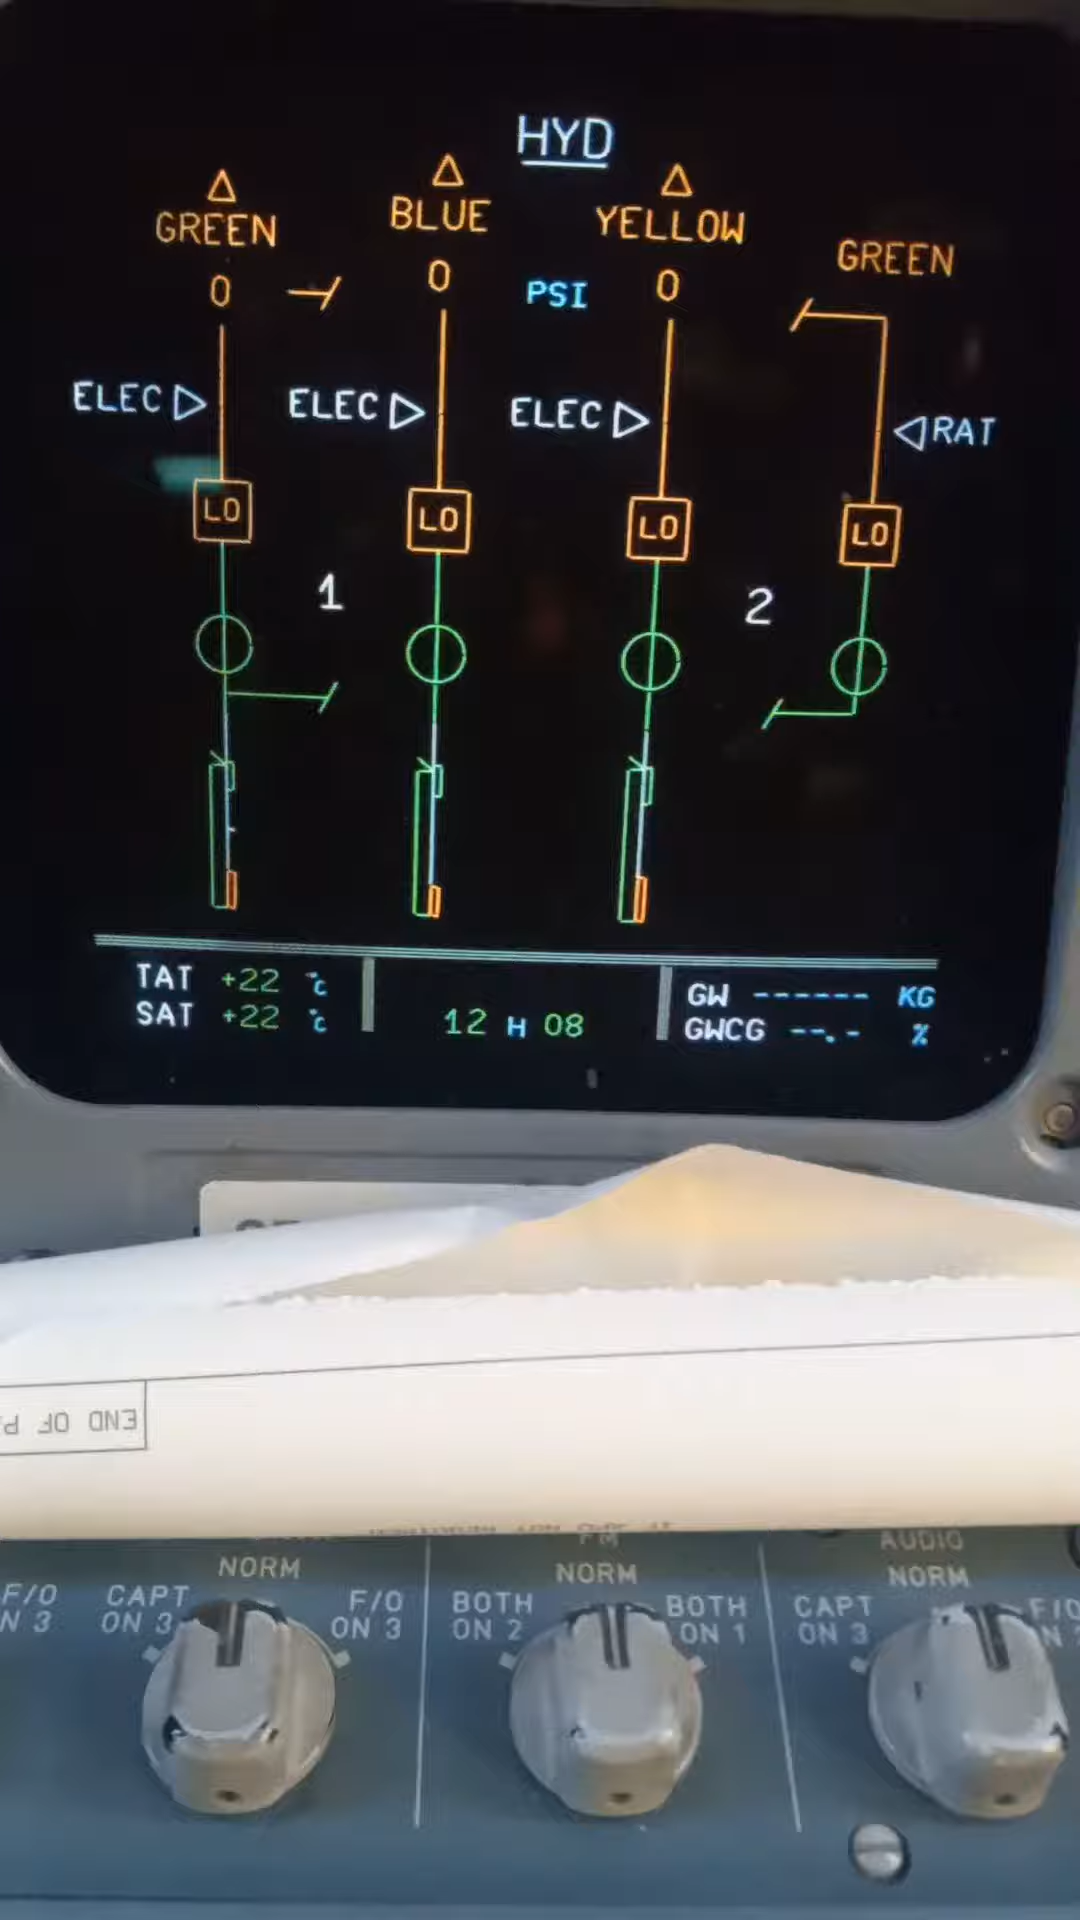 HYD
GREEN BLUE YELLOW GREEN
0 0 PSI 0
ELEC ELEC ELEC RAT
LO LO LO LO
1 2
TAT +22 °C
SAT +22 °C
12 H 08
GW ------ KG
GWCG --.- %
END OF
NORM
F/O
N 3
CAPT
ON 3
F/O
ON 3
NORM
BOTH
ON 2
BOTH
ON 1
AUDIO
NORM
CAPT
ON 3
F/O